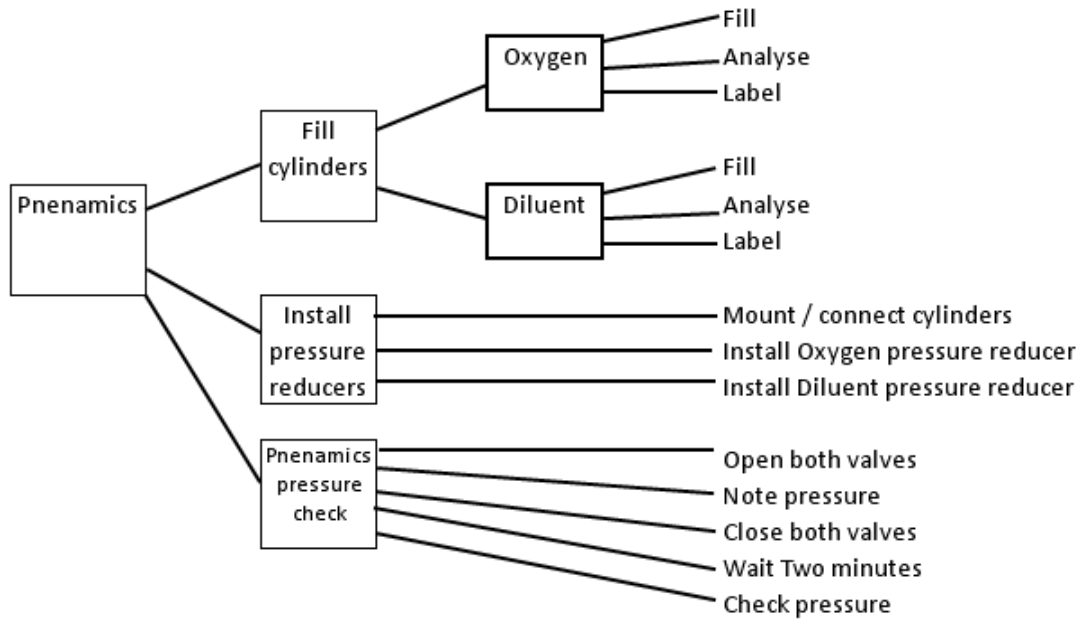 Pnenamics
Fill
cylinders
Oxygen
Fill
Analyse
Label
Diluent
Fill
Analyse
Label
Install
pressure
reducers
Mount / connect cylinders
Install Oxygen pressure reducer
Install Diluent pressure reducer
Pnenamics
pressure
check
Open both valves
Note pressure
Close both valves
Wait Two minutes
Check pressure